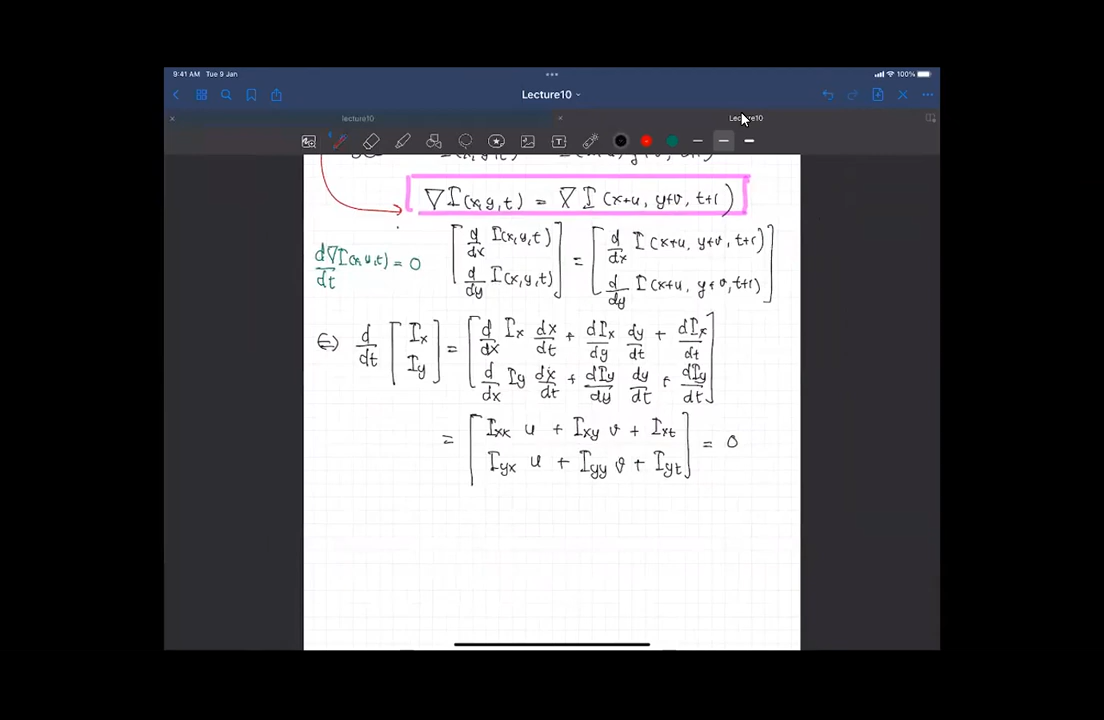 9:41 AM Tue 9 Jan
100%
Lecture10
lecture10
Lecture10
∇I(x,y,t) = ∇I(x+u, y+v, t+1)
d∇I(x,y,t)/dt = 0
[d/dx I(x,y,t); d/dy I(x,y,t)] = [d/dx I(x+u, y+v, t+1); d/dy I(x+u, y+v, t+1)]
⇔ d/dt [Ix; Iy] = [d/dx Ix dx/dt + dIx/dy dy/dt + dIx/dt; d/dx Iy dx/dt + dIy/dy dy/dt + dIy/dt]
= [Ixx u + Ixy v + Ixt; Iyx u + Iyy v + Iyt] = 0